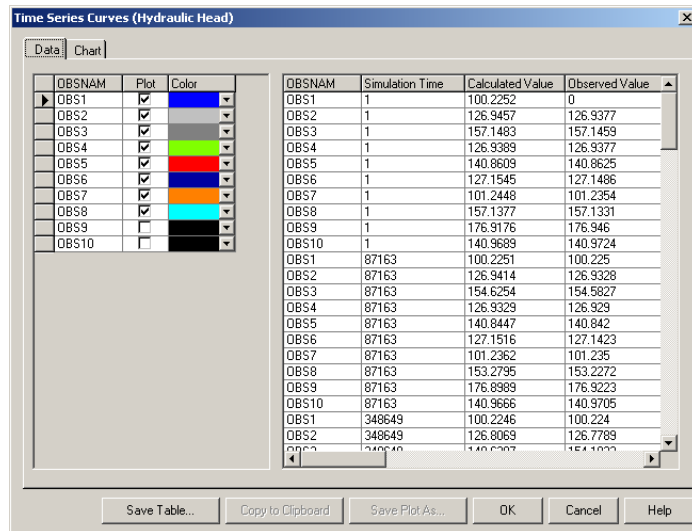 Time Series Curves (Hydraulic Head)
Data Chart
OBSNAM Plot Color
OBS1
OBS2
OBS3
OBS4
OBS5
OBS6
OBS7
OBS8
OBS9
OBS10
OBSNAM Simulation Time Calculated Value Observed Value
OBS1 1 100.2252 0
OBS2 1 126.9457 126.9377
OBS3 1 157.1483 157.1459
OBS4 1 126.9389 126.9377
OBS5 1 140.8609 140.8625
OBS6 1 127.1545 127.1486
OBS7 1 101.2448 101.2354
OBS8 1 157.1377 157.1331
OBS9 1 176.9176 176.946
OBS10 1 140.9689 140.9724
OBS1 87163 100.2251 100.225
OBS2 87163 126.9414 126.9328
OBS3 87163 154.6254 154.5827
OBS4 87163 126.9329 126.929
OBS5 87163 140.8447 140.842
OBS6 87163 127.1516 127.1423
OBS7 87163 101.2362 101.235
OBS8 87163 153.2795 153.2272
OBS9 87163 176.8989 176.9223
OBS10 87163 140.9666 140.9705
OBS1 348649 100.2246 100.224
OBS2 348649 126.8069 126.7789
Save Table... Copy to Clipboard Save Plot As... OK Cancel Help